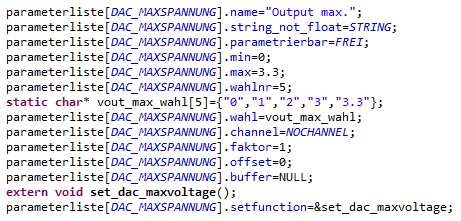 parameterliste[DAC_MAXSPANNUNG].name="Output max.";
parameterliste[DAC_MAXSPANNUNG].string_not_float=STRING;
parameterliste[DAC_MAXSPANNUNG].parametrierbar=FREI;
parameterliste[DAC_MAXSPANNUNG].min=0;
parameterliste[DAC_MAXSPANNUNG].max=3.3;
parameterliste[DAC_MAXSPANNUNG].wahlnr=5;
static char* vout_max_wahl[5]={"0","1","2","3","3.3"};
parameterliste[DAC_MAXSPANNUNG].wahl=vout_max_wahl;
parameterliste[DAC_MAXSPANNUNG].channel=NOCHANNEL;
parameterliste[DAC_MAXSPANNUNG].faktor=1;
parameterliste[DAC_MAXSPANNUNG].offset=0;
parameterliste[DAC_MAXSPANNUNG].buffer=NULL;
extern void set_dac_maxvoltage();
parameterliste[DAC_MAXSPANNUNG].setfunction=&set_dac_maxvoltage;